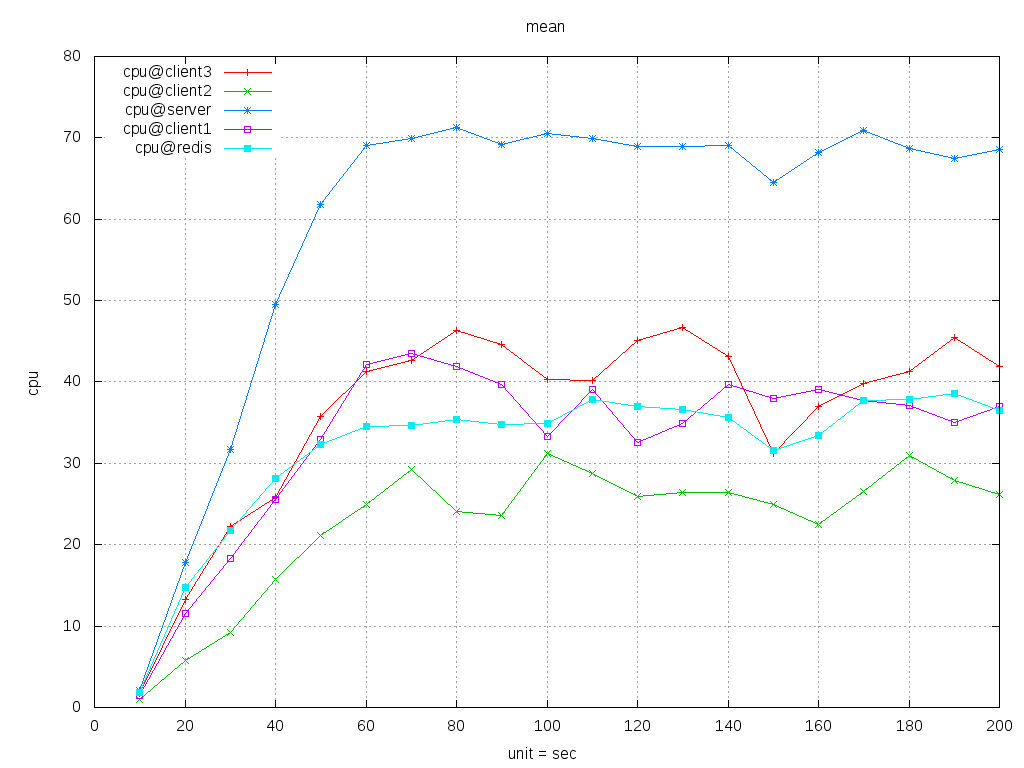 mean
80
70
60
50
40
30
20
10
0
cpu
cpu@client3
cpu@client2
cpu@server
cpu@client1
cpu@redis
0 20 40 60 80 100 120 140 160 180 200
unit = sec